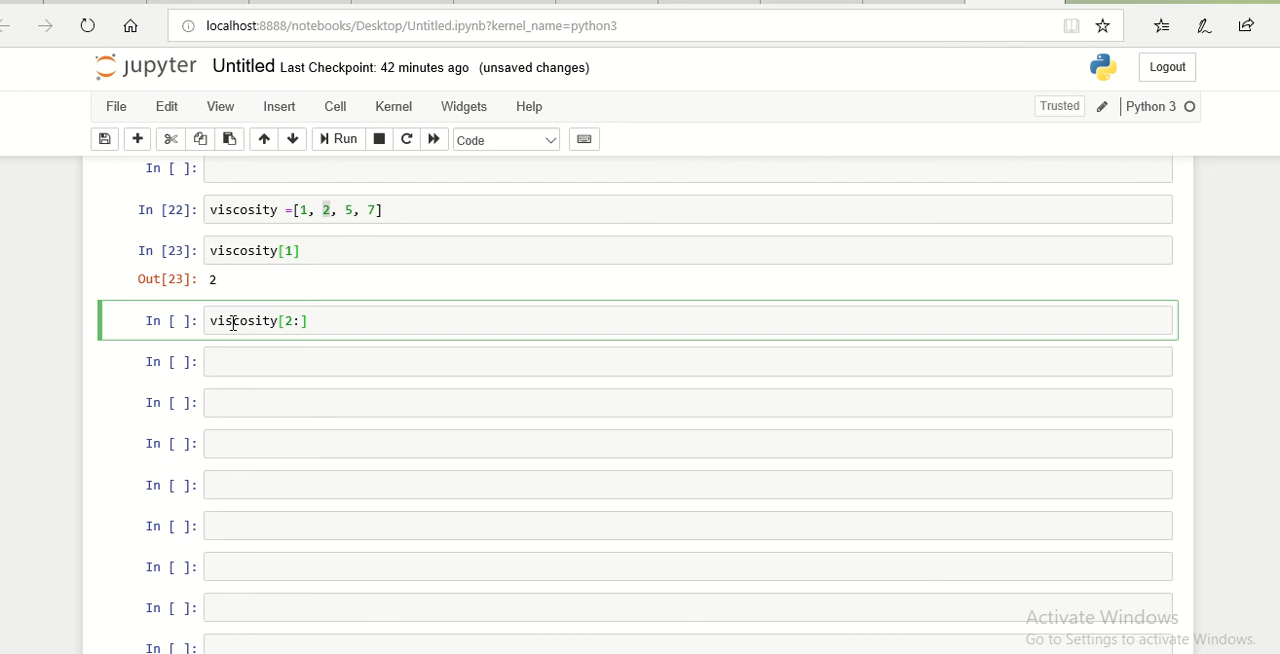 localhost:8888/notebooks/Desktop/Untitled.ipynb?kernel_name=python3
jupyter Untitled Last Checkpoint: 42 minutes ago (unsaved changes)
Logout
File Edit View Insert Cell Kernel Widgets Help
Trusted Python 3
Run Code
In [ ]:
In [22]: viscosity =[1, 2, 5, 7]
In [23]: viscosity[1]
Out[23]: 2
In [ ]: viscosity[2:]
In [ ]:
In [ ]:
In [ ]:
In [ ]:
In [ ]:
In [ ]:
In [ ]:
In [ ]:
Activate Windows
Go to Settings to activate Windows.